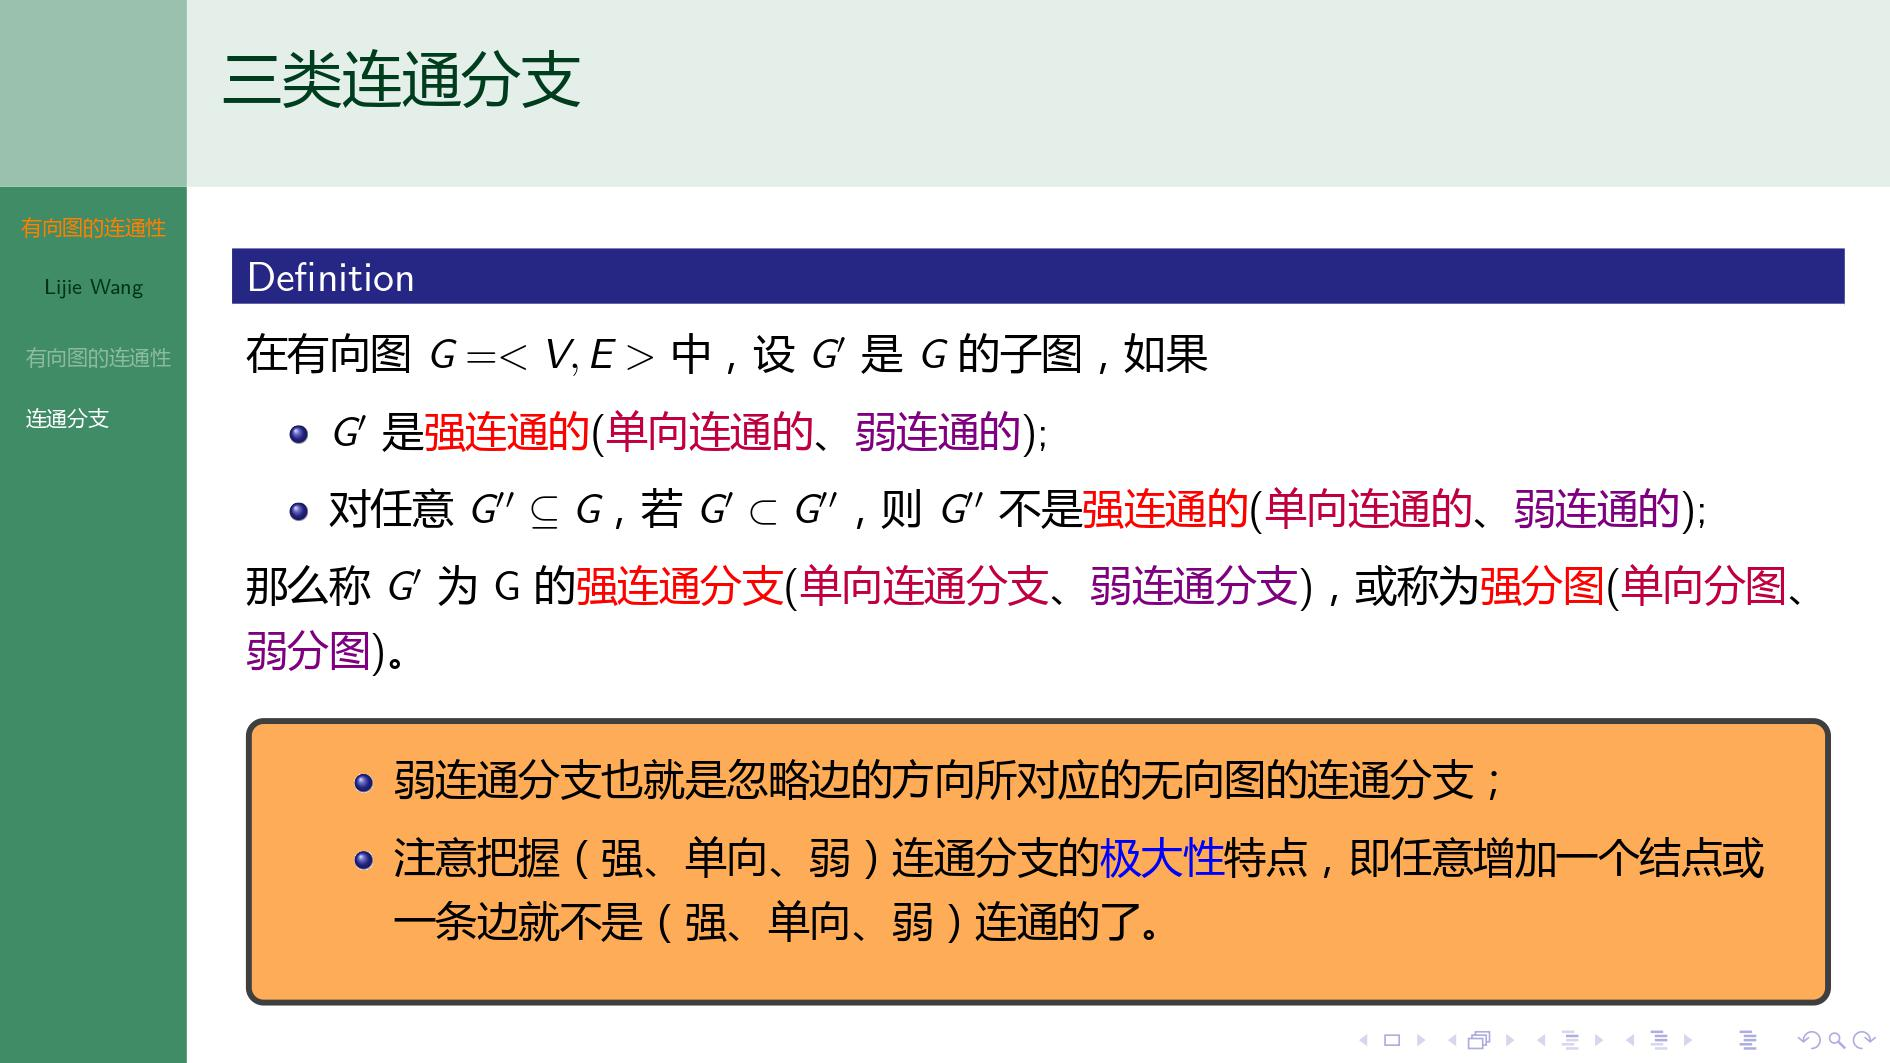 三类连通分支
有向图的连通性
Lijie Wang
有向图的连通性
连通分支
Definition
在有向图 G =< V, E > 中，设 G′ 是 G 的子图，如果
G′ 是强连通的(单向连通的、弱连通的);
对任意 G′′ ⊆ G，若 G′ ⊂ G′′，则 G′′ 不是强连通的(单向连通的、弱连通的);
那么称 G′ 为 G 的强连通分支(单向连通分支、弱连通分支)，或称为强分图(单向分图、
弱分图)。
弱连通分支也就是忽略边的方向所对应的无向图的连通分支；
注意把握（强、单向、弱）连通分支的极大性特点，即任意增加一个结点或
一条边就不是（强、单向、弱）连通的了。